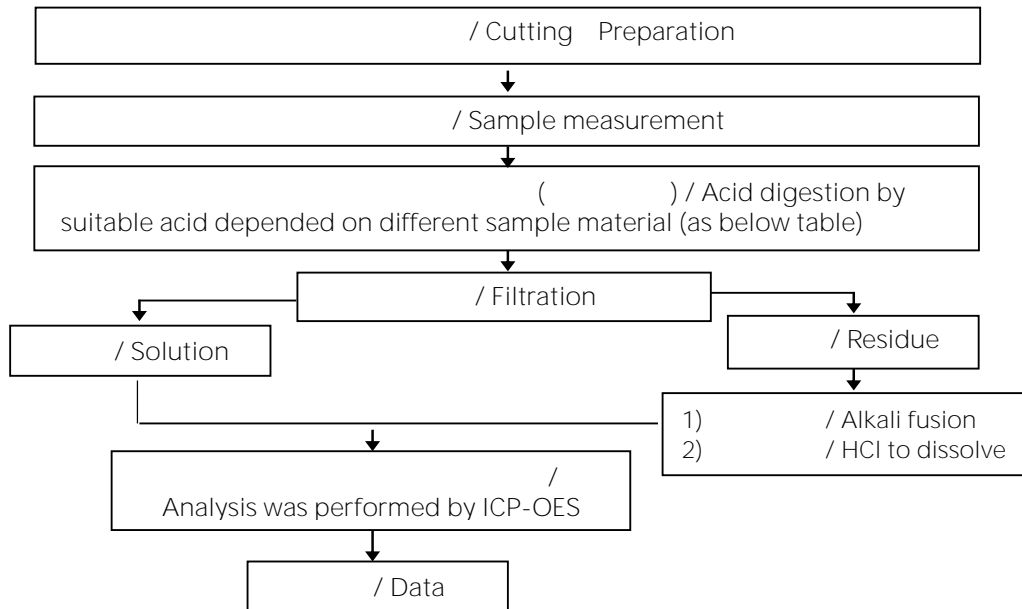 / Cutting Preparation
/ Sample measurement
( ) / Acid digestion by
suitable acid depended on different sample material (as below table)
/ Filtration
/ Solution
/ Residue
1) / Alkali fusion
2) / HCl to dissolve
/
Analysis was performed by ICP-OES
/ Data